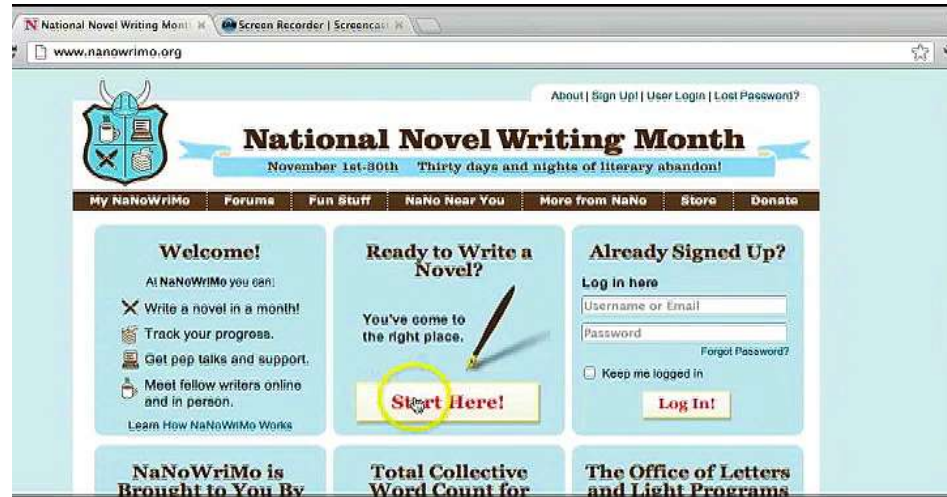 National Novel Writing Mont
Screen Recorder | Screencas
www.nanowrimo.org
About | Sign Up! | User Login | Lost Password?
National Novel Writing Month
November 1st-30th Thirty days and nights of literary abandon!
My NaNoWriMo Forums Fun Stuff NaNo Near You More from NaNo Store Donate
Welcome!
At NaNoWriMo you can:
Write a novel in a month!
Track your progress.
Get pep talks and support.
Meet fellow writers online
and in person.
Learn How NaNoWriMo Works
Ready to Write a
Novel?
You've come to
the right place.
Start Here!
Already Signed Up?
Log in here
Username or Email
Password
Forgot Password?
Keep me logged in
Log In!
NaNoWriMo is
Brought to You By
Total Collective
Word Count for
The Office of Letters
and Light Programs